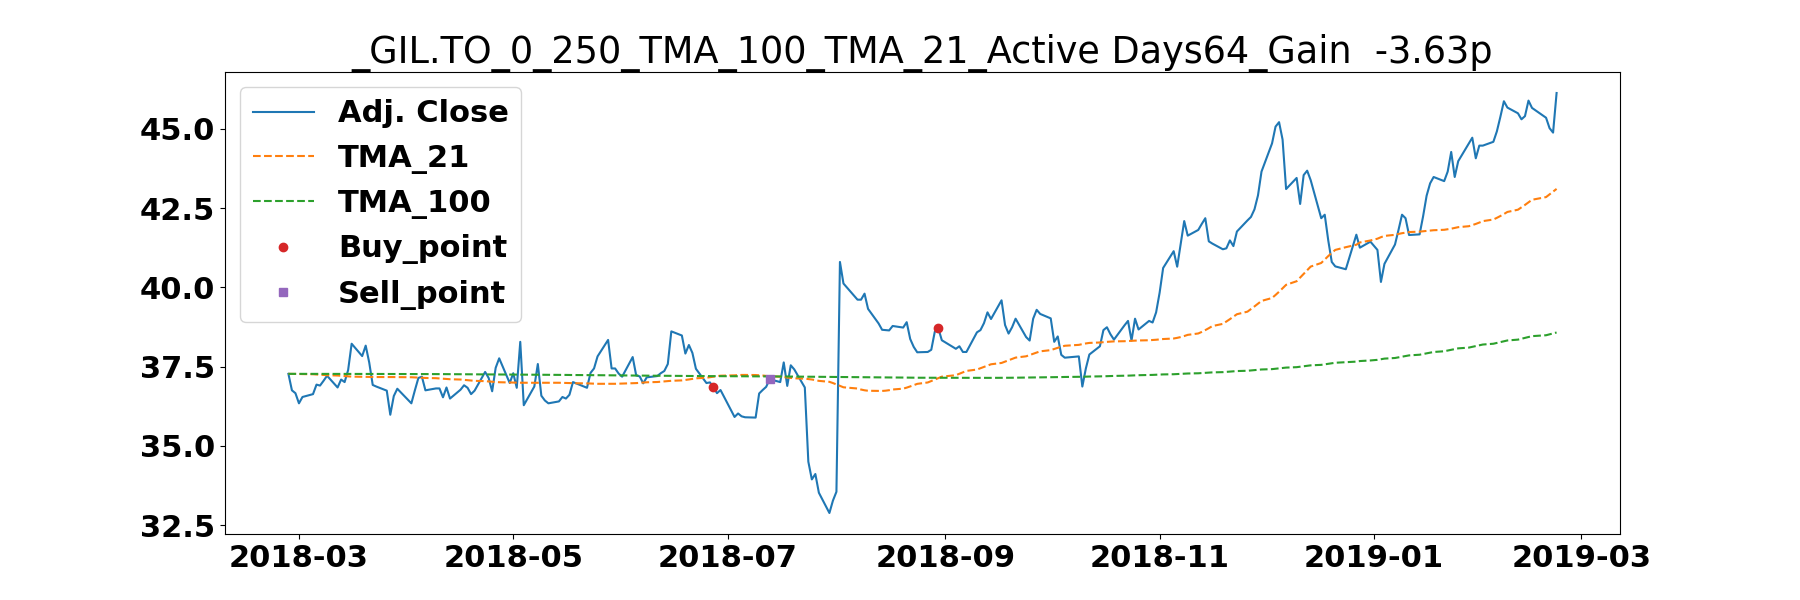 _GIL.TO_0_250_TMA_100_TMA_21_Active Days64_Gain  -3.63p
Adj. Close
TMA_21
TMA_100
Buy_point
Sell_point
45.0
42.5
40.0
37.5
35.0
32.5
2018-03 2018-05 2018-07 2018-09 2018-11 2019-01 2019-03